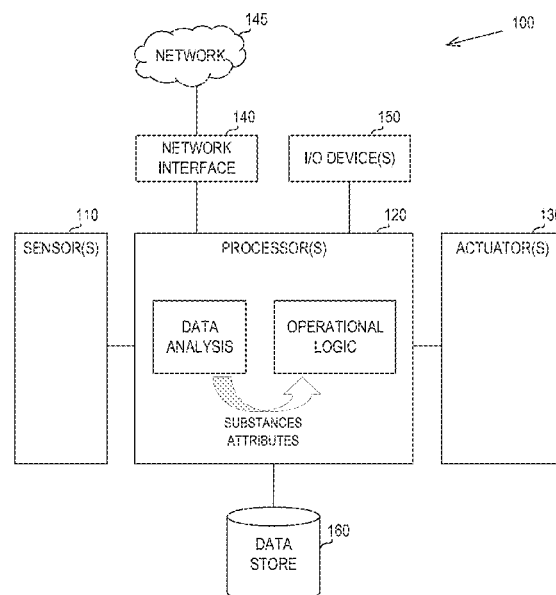 145
100
NETWORK
140
150
NETWORK
INTERFACE
I/O DEVICE(S)
110
120
130
SENSOR(S)
PROCESSOR(S)
ACTUATOR(S)
DATA
ANALYSIS
OPERATIONAL
LOGIC
SUBSTANCES
ATTRIBUTES
160
DATA
STORE